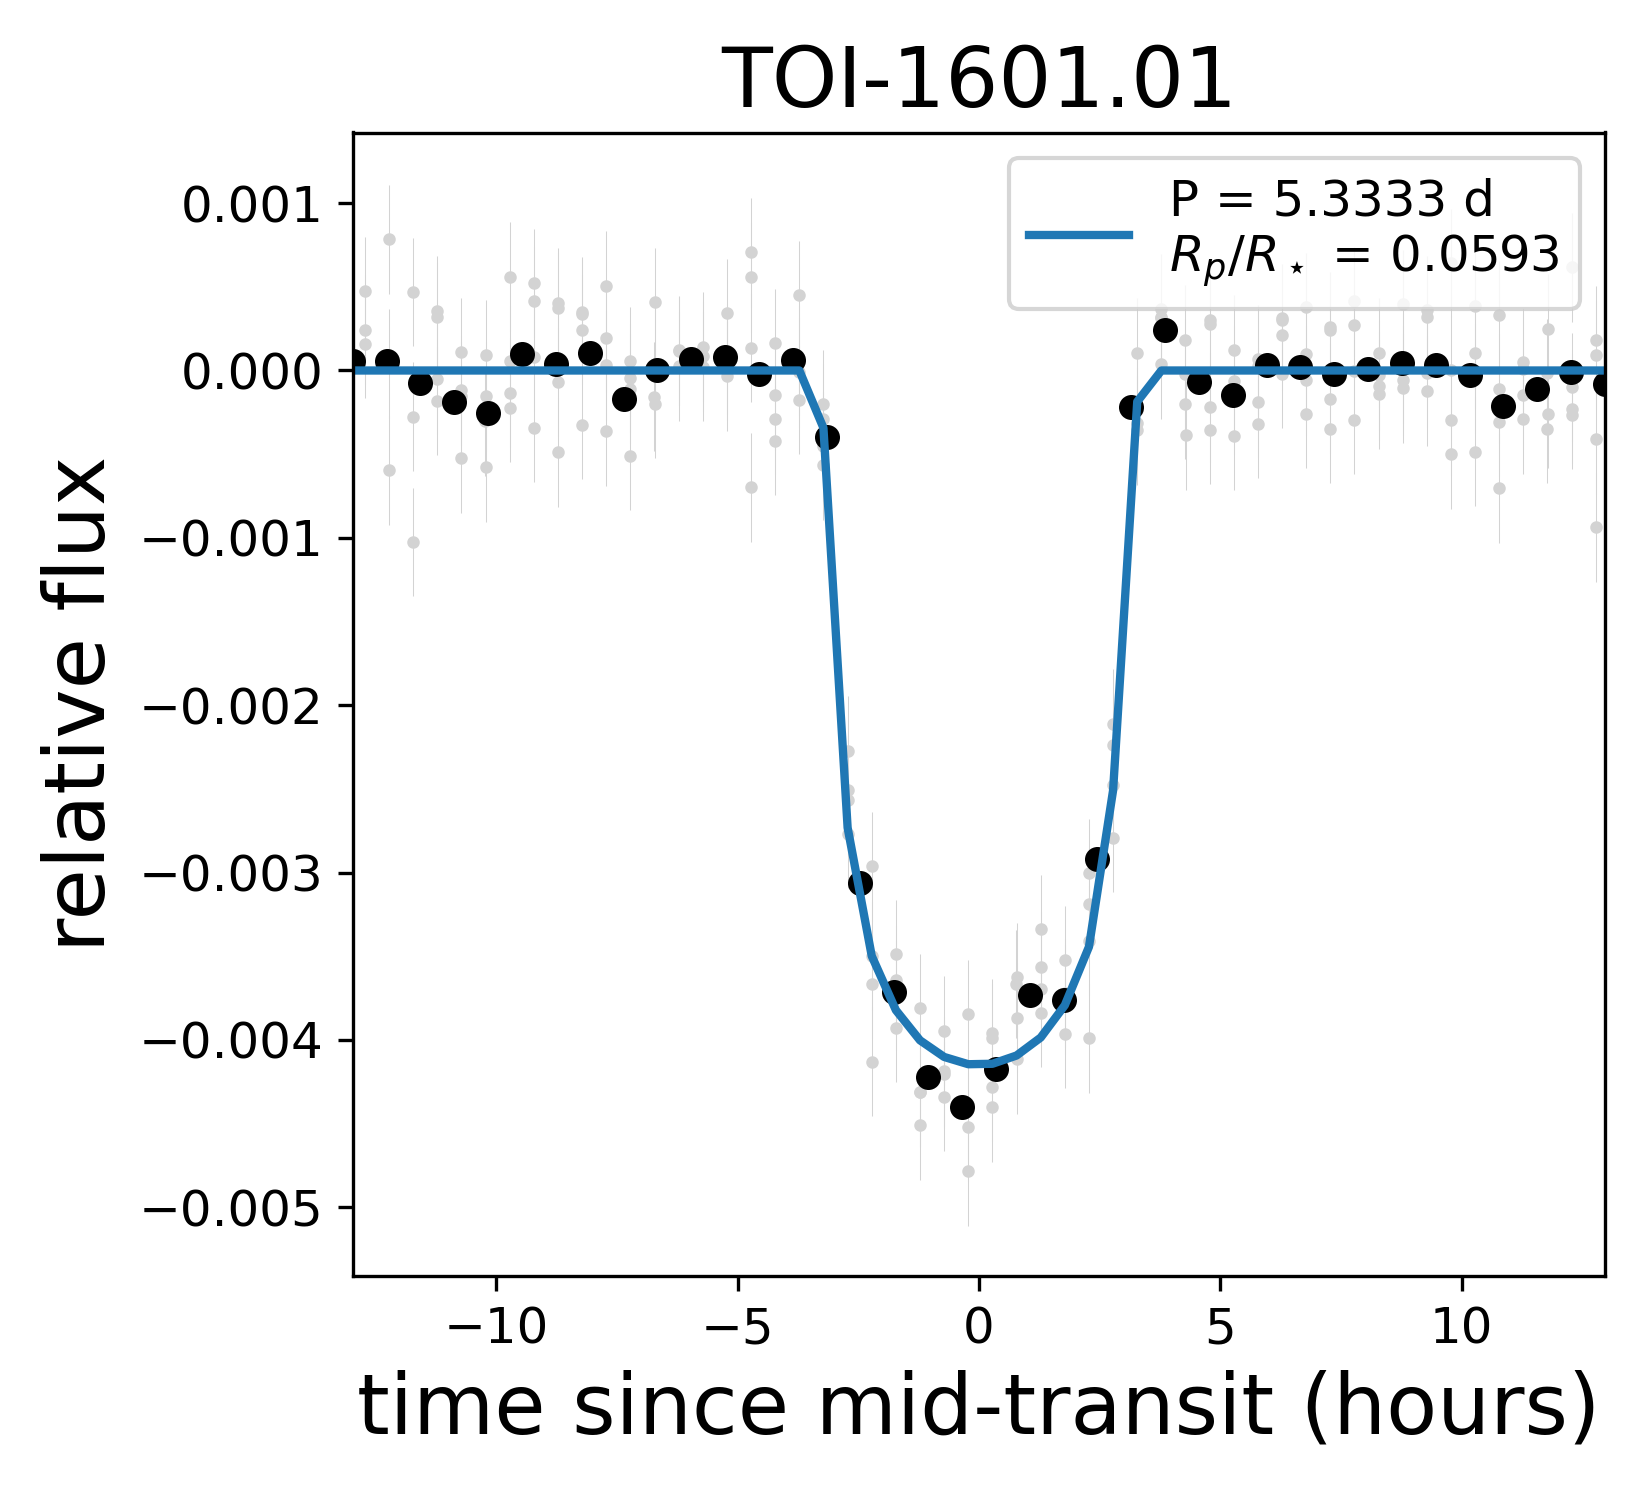 TOI-1601.01
P = 5.3333 d
Rₚ/R⋆ = 0.0593
0.001
0.000
−0.001
−0.002
−0.003
−0.004
−0.005
relative flux
−10 −5 0 5 10
time since mid-transit (hours)